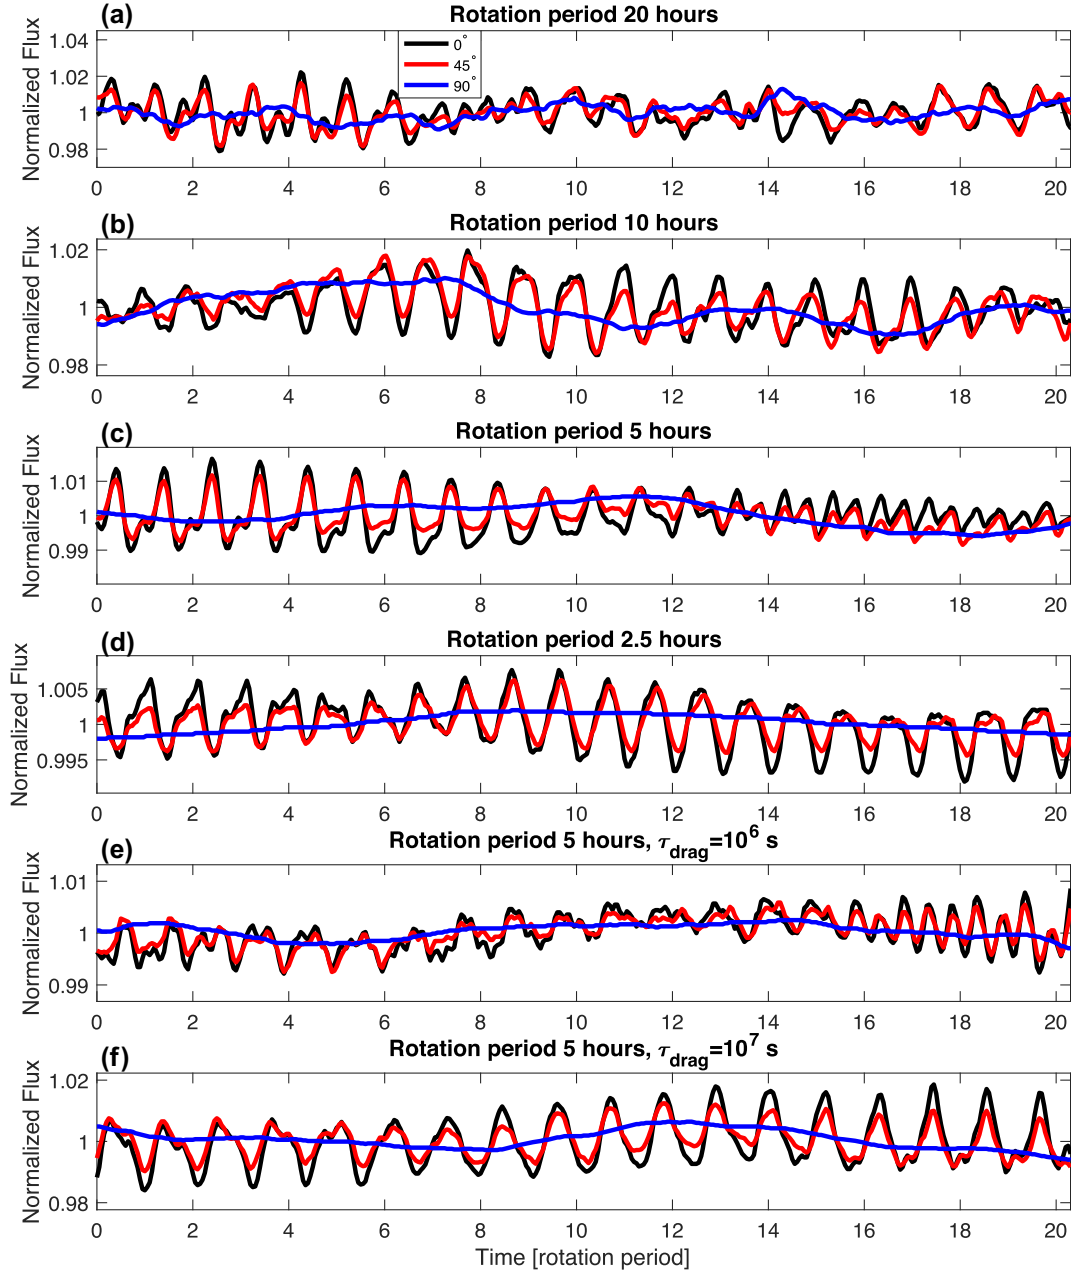 (a) Rotation period 20 hours
Normalized Flux
1.04
1.02
1
0.98
0°
45°
90°
0 2 4 6 8 10 12 14 16 18 20
(b) Rotation period 10 hours
Normalized Flux
1.02
1
0.98
0 2 4 6 8 10 12 14 16 18 20
(c) Rotation period 5 hours
Normalized Flux
1.01
1
0.99
0 2 4 6 8 10 12 14 16 18 20
(d) Rotation period 2.5 hours
Normalized Flux
1.005
1
0.995
0 2 4 6 8 10 12 14 16 18 20
(e) Rotation period 5 hours, τdrag=10⁶ s
Normalized Flux
1.01
1
0.99
0 2 4 6 8 10 12 14 16 18 20
(f) Rotation period 5 hours, τdrag=10⁷ s
Normalized Flux
1.02
1
0.98
0 2 4 6 8 10 12 14 16 18 20
Time [rotation period]